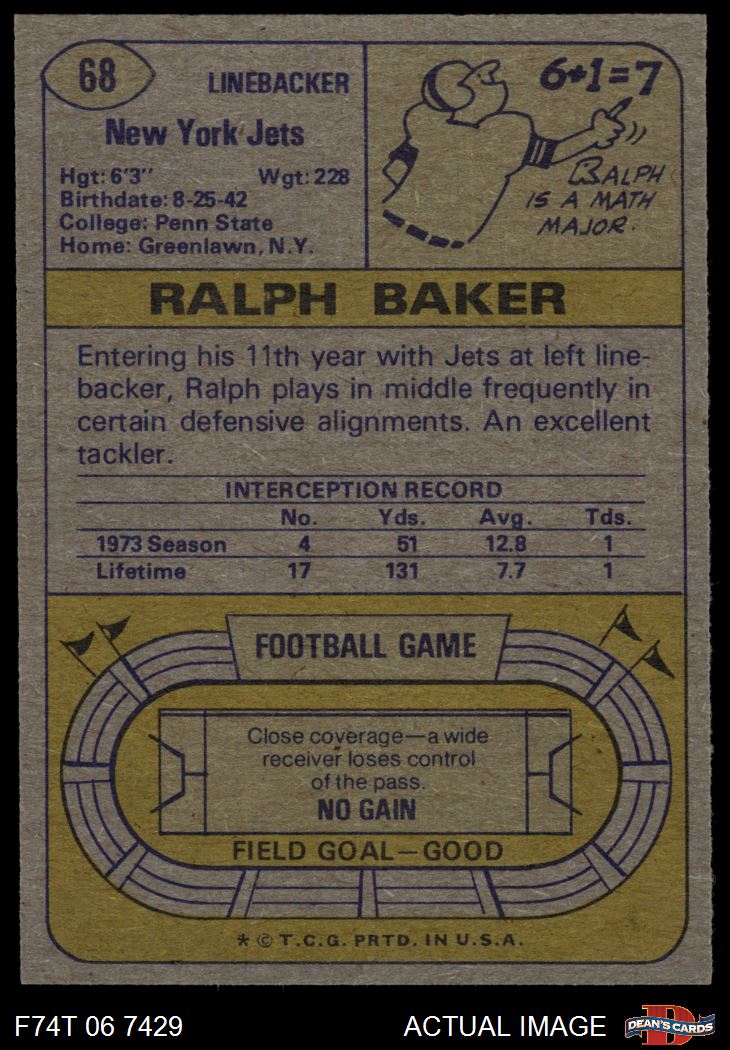 68
LINEBACKER
New York Jets
Hgt: 6'3'' Wgt: 228
Birthdate: 8-25-42
College: Penn State
Home: Greenlawn, N.Y.
6+1=7
RALPH
IS A MATH
MAJOR.
RALPH BAKER
Entering his 11th year with Jets at left line-
backer, Ralph plays in middle frequently in
certain defensive alignments. An excellent
tackler.
INTERCEPTION RECORD
No. Yds. Avg. Tds.
1973 Season 4 51 12.8 1
Lifetime 17 131 7.7 1
FOOTBALL GAME
Close coverage—a wide
receiver loses control
of the pass.
NO GAIN
FIELD GOAL—GOOD
* © T.C.G. PRTD. IN U.S.A.
F74T 06 7429 ACTUAL IMAGE
D
DEAN'S CARDS